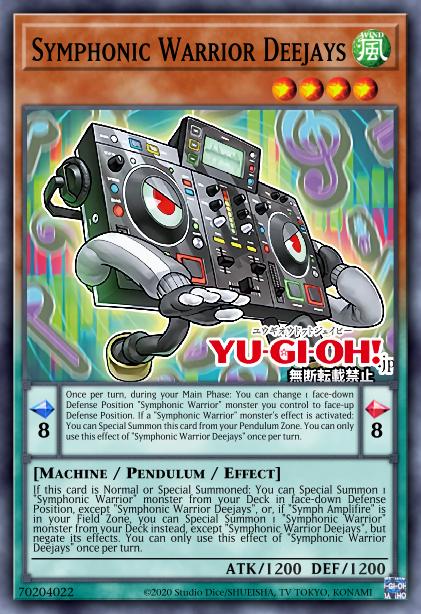 Symphonic Warrior Deejays
WIND
風
ユウギオウドットジェイピー
YU-GI-OH!.jp
無断転載禁止
Once per turn, during your Main Phase: You can change 1 face-down
Defense Position "Symphonic Warrior" monster you control to face-up
Defense Position. If a "Symphonic Warrior" monster's effect is activated:
You can Special Summon this card from your Pendulum Zone. You can only
use this effect of "Symphonic Warrior Deejays" once per turn.
8
8
[Machine / Pendulum / Effect]
If this card is Normal or Special Summoned: You can Special Summon 1
"Symphonic Warrior" monster from your Deck in face-down Defense
Position, except "Symphonic Warrior Deejays", or, if "Symph Amplifire" is
in your Field Zone, you can Special Summon 1 "Symphonic Warrior"
monster from your Deck instead, except "Symphonic Warrior Deejays", but
negate its effects. You can only use this effect of "Symphonic Warrior
Deejays" once per turn.
ATK/1200 DEF/1200
70204022
©2020 Studio Dice/SHUEISHA, TV TOKYO, KONAMI